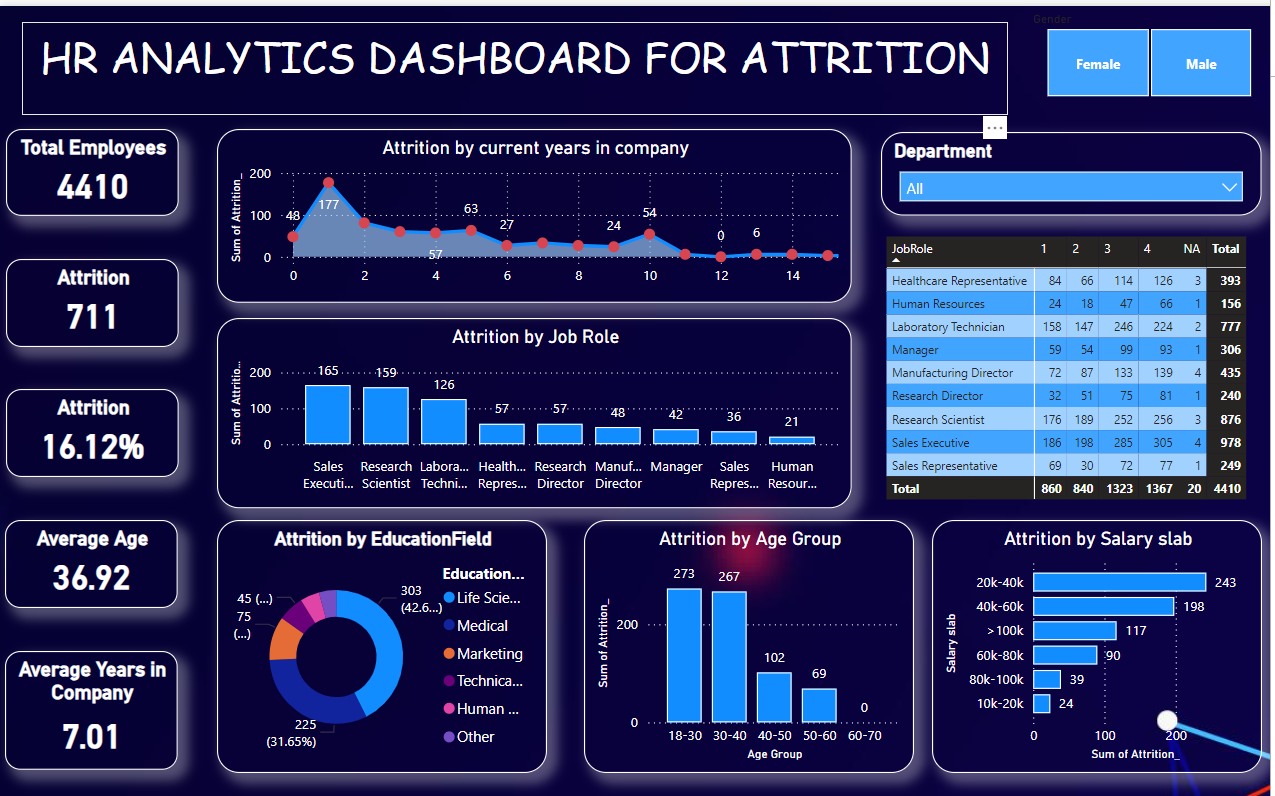 HR ANALYTICS DASHBOARD FOR ATTRITION
Gender
Female
Male
Total Employees
4410
Attrition
711
Attrition
16.12%
Average Age
36.92
Average Years in
Company
7.01
Attrition by current years in company
Sum of Attrition_
200
100
0
48
177
57
63
27
24
54
0
6
0 2 4 6 8 10 12 14
Attrition by Job Role
Sum of Attritio...
200
100
0
165 159 126 57 57 48 42 36 21
Sales Research Labora... Health... Research Manuf... Manager Sales Human
Executi... Scientist Techni... Repres... Director Director Repres... Resour...
Department
All
JobRole 1 2 3 4 NA Total
Healthcare Representative 84 66 114 126 3 393
Human Resources 24 18 47 66 1 156
Laboratory Technician 158 147 246 224 2 777
Manager 59 54 99 93 1 306
Manufacturing Director 72 87 133 139 4 435
Research Director 32 51 75 81 1 240
Research Scientist 176 189 252 256 3 876
Sales Executive 186 198 285 305 4 978
Sales Representative 69 30 72 77 1 249
Total 860 840 1323 1367 20 4410
Attrition by EducationField
303
(42.6...)
225
(31.65%)
75
(...)
45 (...)
Education...
Life Scie...
Medical
Marketing
Technica...
Human ...
Other
Attrition by Age Group
Sum of Attrition_
200
0
273 267 102 69 0
18-30 30-40 40-50 50-60 60-70
Age Group
Attrition by Salary slab
Salary slab
20k-40k 243
40k-60k 198
>100k 117
60k-80k 90
80k-100k 39
10k-20k 24
0 100 200
Sum of Attrition_